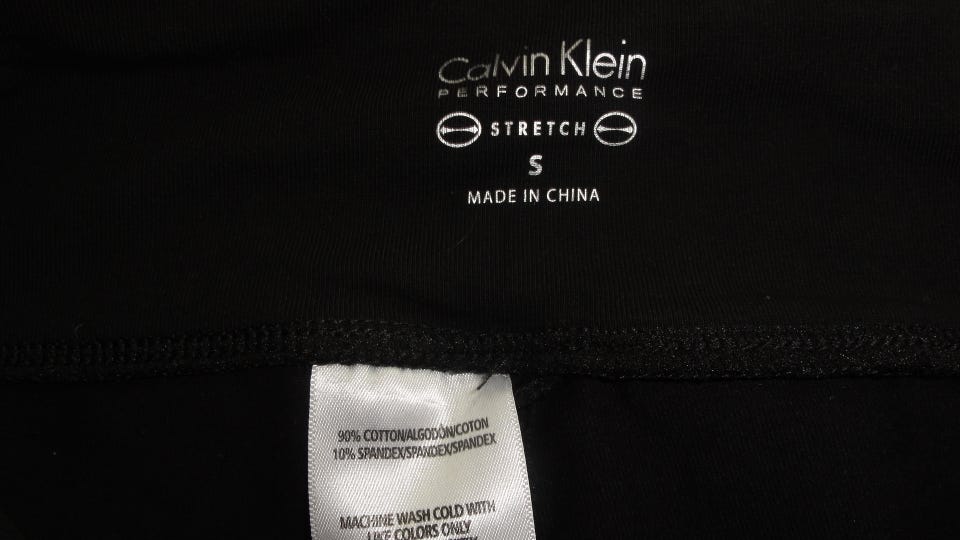 Calvin Klein
PERFORMANCE
STRETCH
S
MADE IN CHINA
90% COTTON/ALGODÓN/COTON
10% SPANDEX/SPANDEX/SPANDEX
MACHINE WASH COLD WITH
LIKE COLORS ONLY